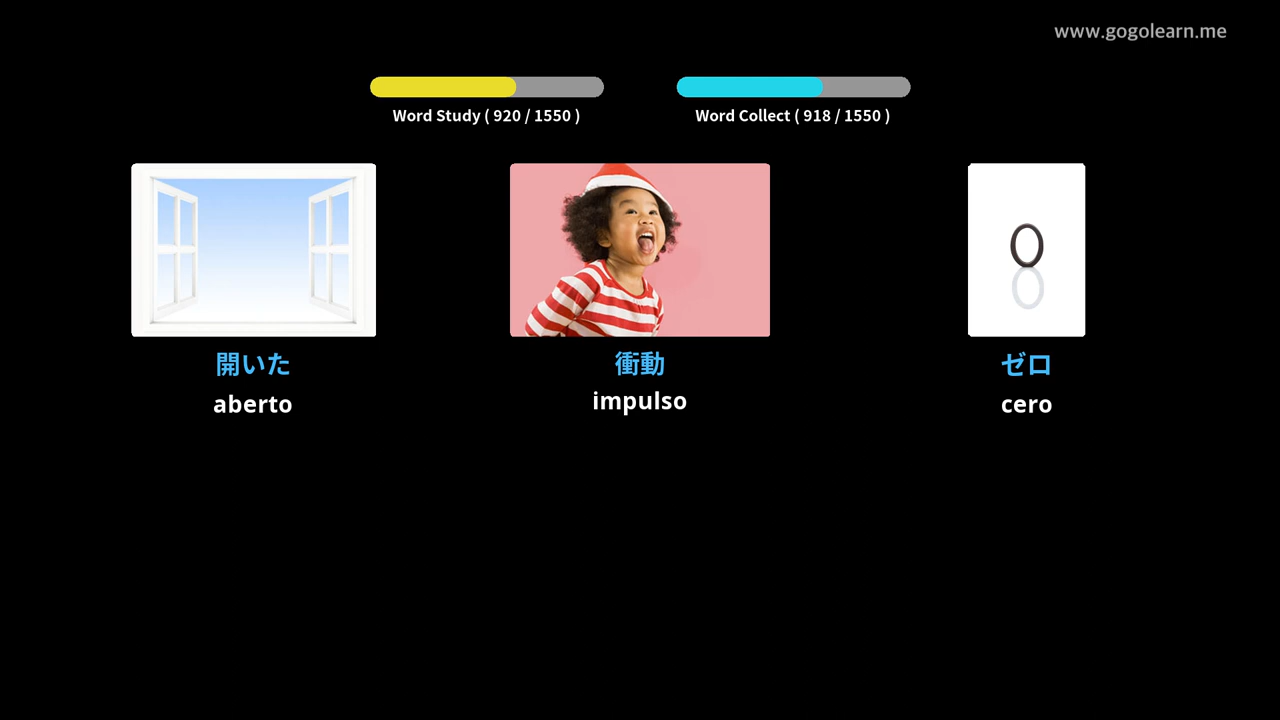 www.gogolearn.me
Word Study ( 920 / 1550 )
Word Collect ( 918 / 1550 )
開いた
aberto
衝動
impulso
ゼロ
cero